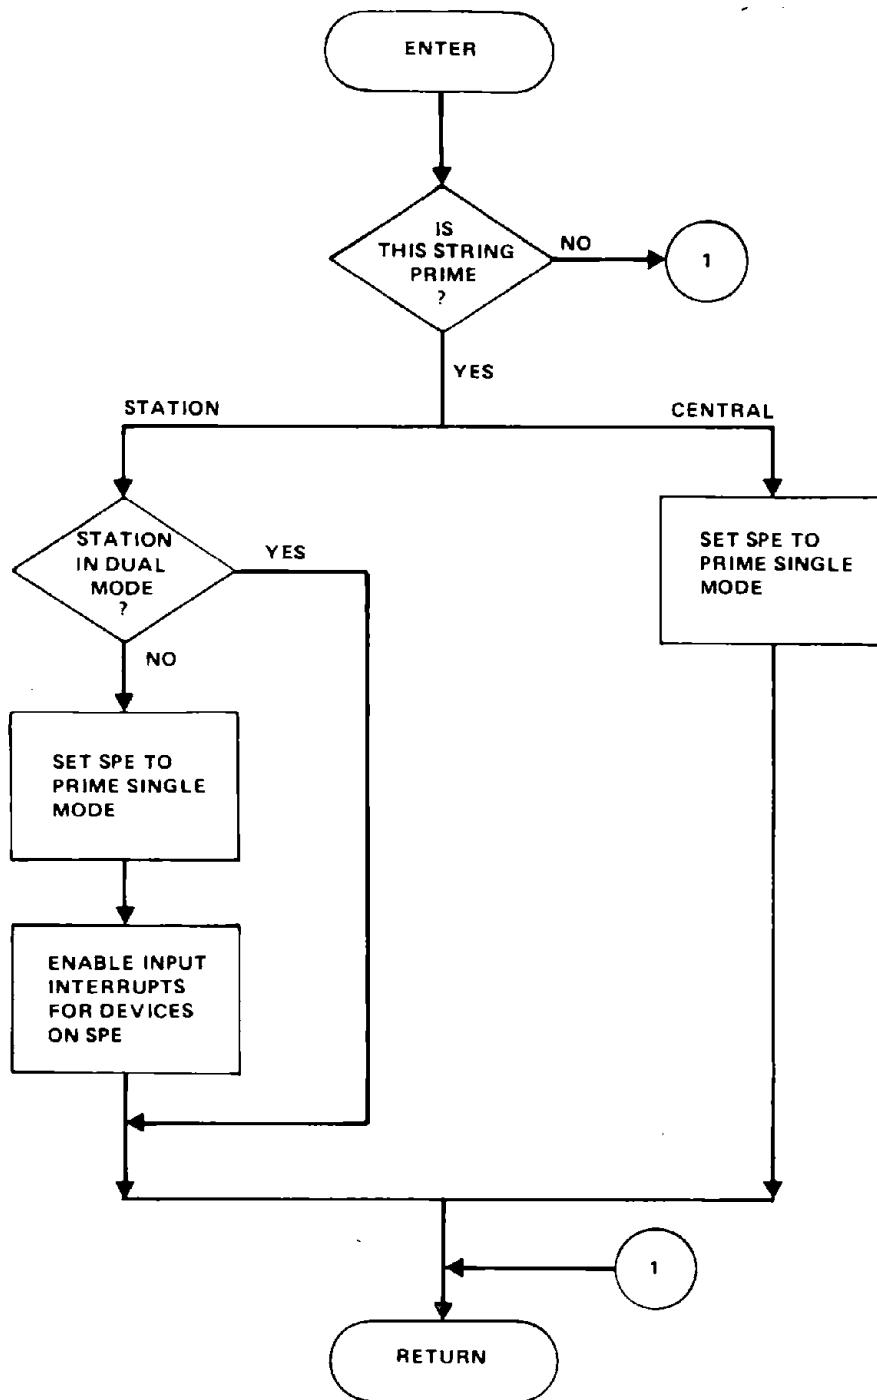 ENTER
IS
THIS STRING
PRIME
?
NO
1
YES
STATION
CENTRAL
STATION
IN DUAL
MODE
?
YES
NO
SET SPE TO
PRIME SINGLE
MODE
SET SPE TO
PRIME SINGLE
MODE
ENABLE INPUT
INTERRUPTS
FOR DEVICES
ON SPE
1
RETURN